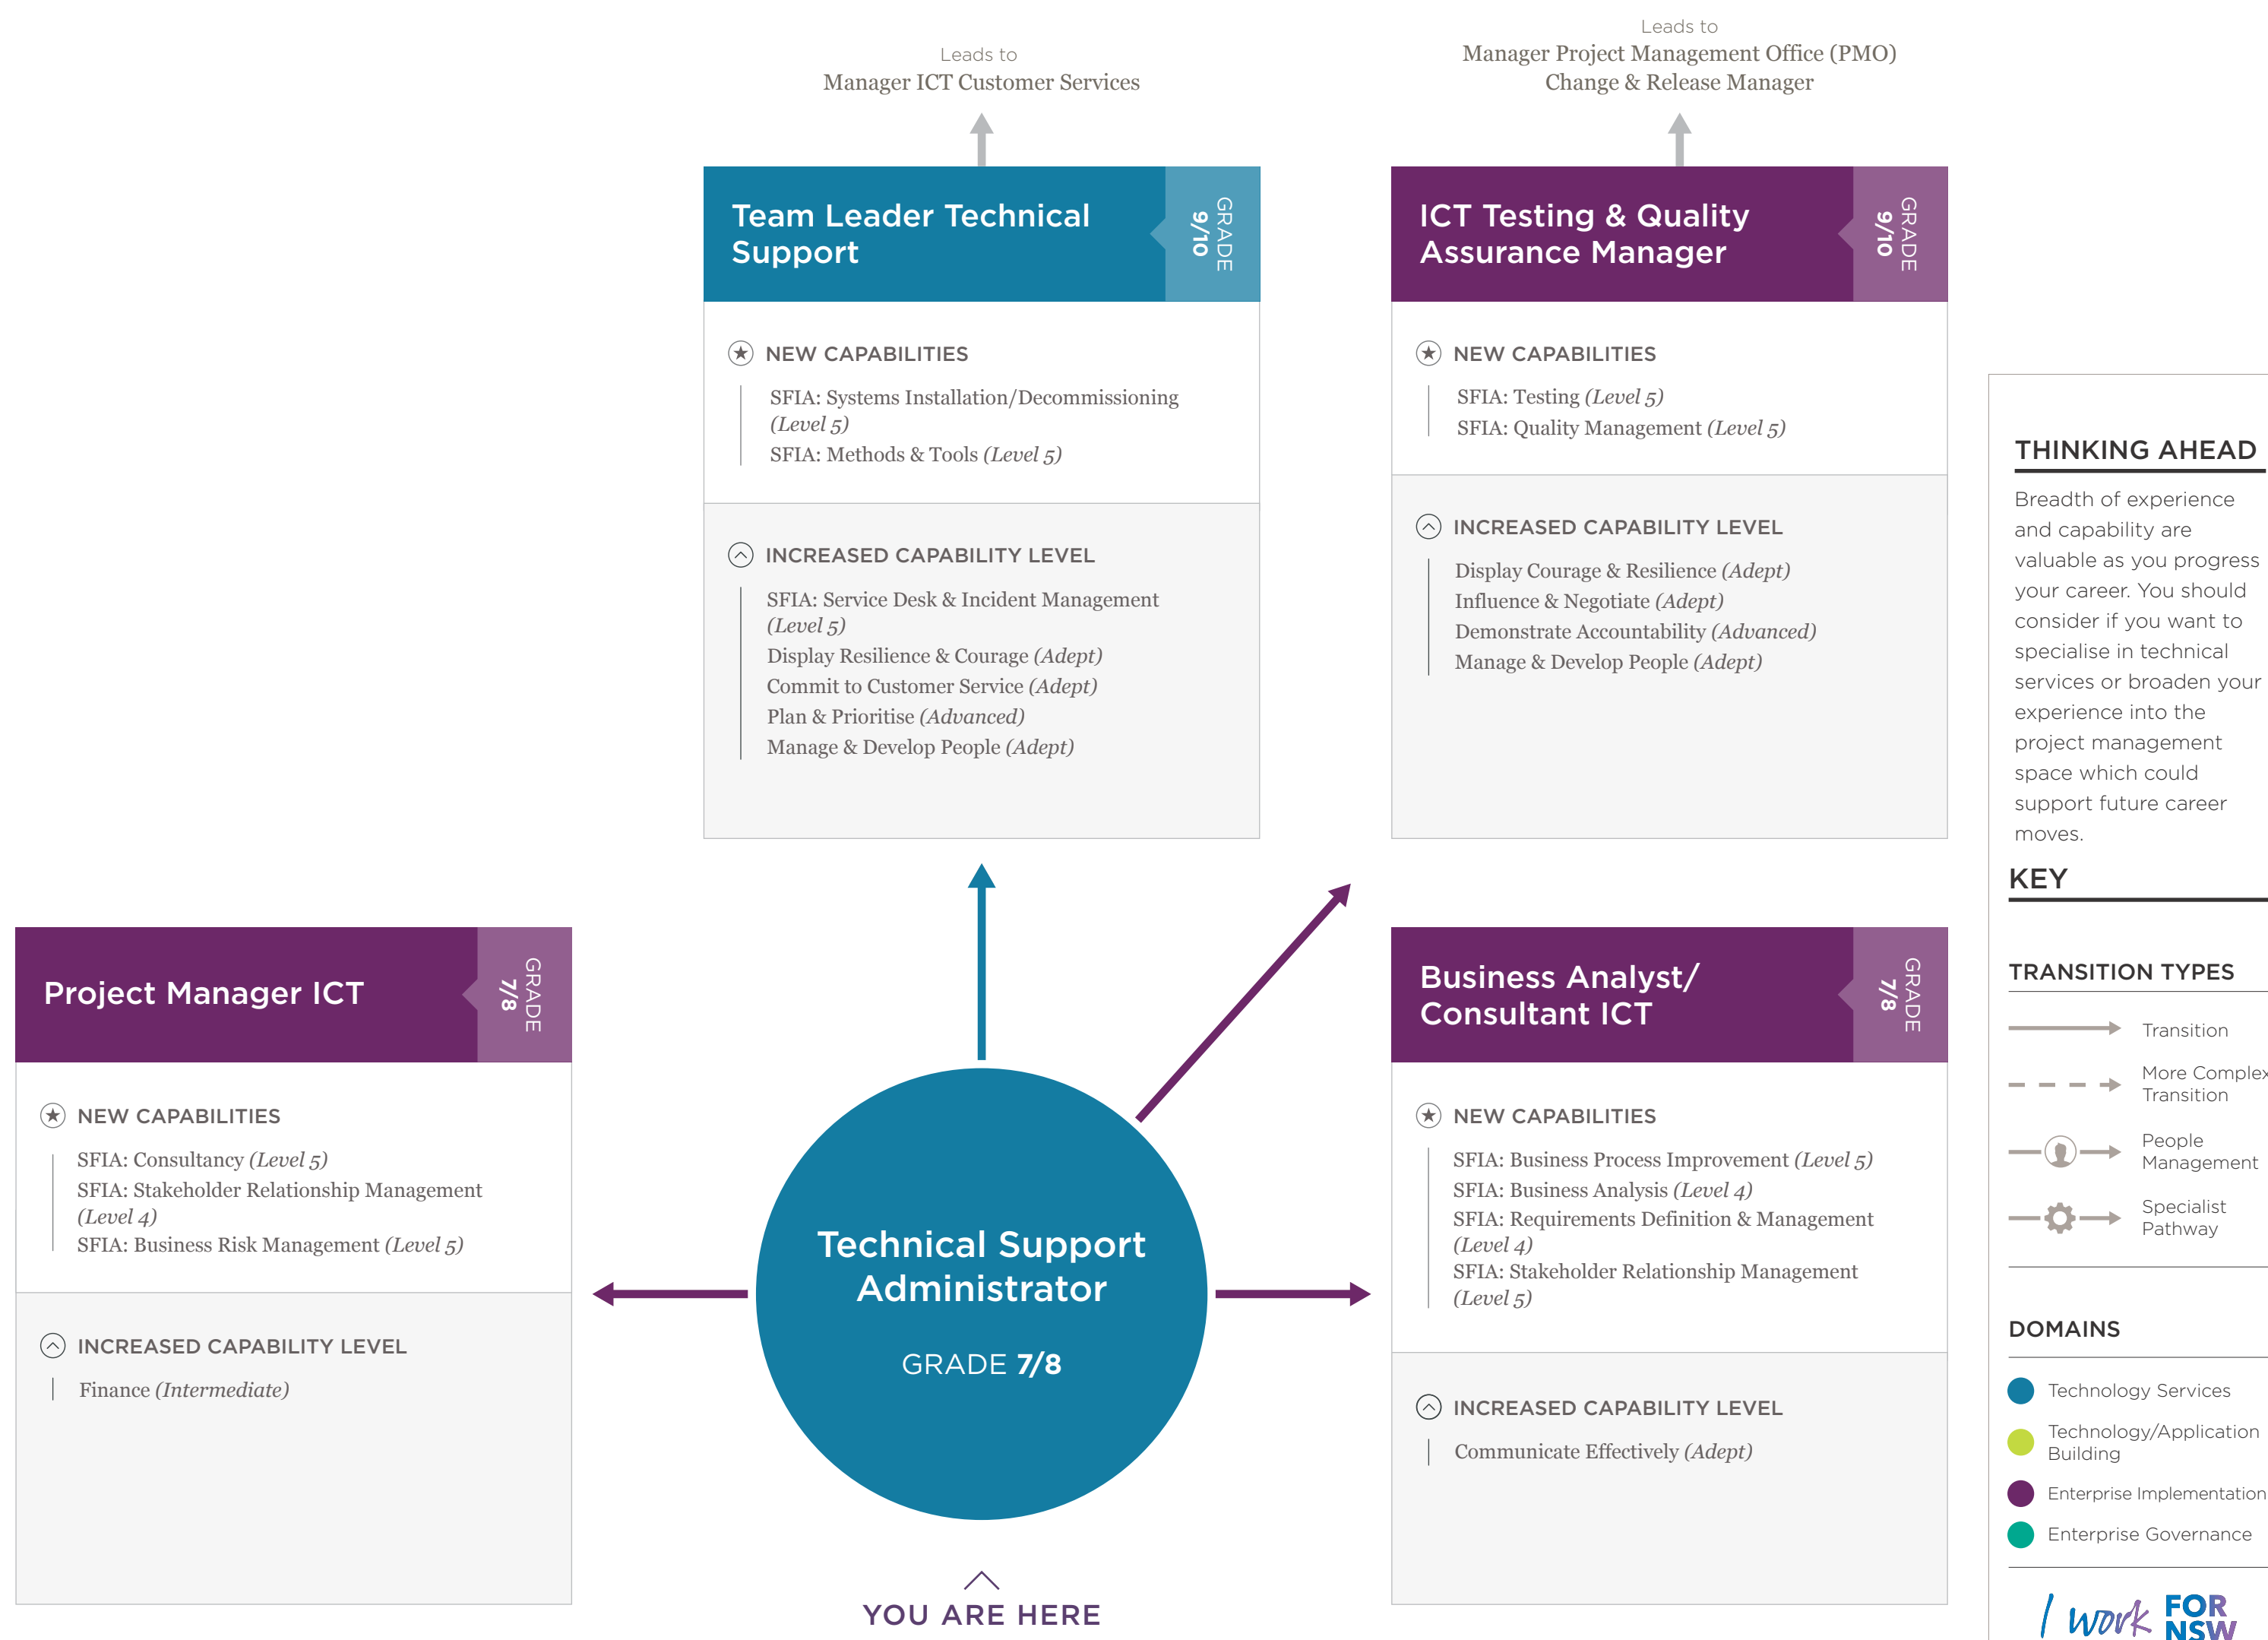 Leads to
Manager ICT Customer Services
Leads to
Manager Project Management Office (PMO)
Change & Release Manager
Team Leader Technical
Support
GRADE
9/10
NEW CAPABILITIES
SFIA: Systems Installation/Decommissioning
(Level 5)
SFIA: Methods & Tools (Level 5)
INCREASED CAPABILITY LEVEL
SFIA: Service Desk & Incident Management
(Level 5)
Display Resilience & Courage (Adept)
Commit to Customer Service (Adept)
Plan & Prioritise (Advanced)
Manage & Develop People (Adept)
ICT Testing & Quality
Assurance Manager
GRADE
9/10
NEW CAPABILITIES
SFIA: Testing (Level 5)
SFIA: Quality Management (Level 5)
INCREASED CAPABILITY LEVEL
Display Courage & Resilience (Adept)
Influence & Negotiate (Adept)
Demonstrate Accountability (Advanced)
Manage & Develop People (Adept)
Project Manager ICT
GRADE
7/8
NEW CAPABILITIES
SFIA: Consultancy (Level 5)
SFIA: Stakeholder Relationship Management
(Level 4)
SFIA: Business Risk Management (Level 5)
INCREASED CAPABILITY LEVEL
Finance (Intermediate)
Technical Support
Administrator
GRADE 7/8
YOU ARE HERE
Business Analyst/
Consultant ICT
GRADE
7/8
NEW CAPABILITIES
SFIA: Business Process Improvement (Level 5)
SFIA: Business Analysis (Level 4)
SFIA: Requirements Definition & Management
(Level 4)
SFIA: Stakeholder Relationship Management
(Level 5)
INCREASED CAPABILITY LEVEL
Communicate Effectively (Adept)
THINKING AHEAD
Breadth of experience
and capability are
valuable as you progress
your career. You should
consider if you want to
specialise in technical
services or broaden your
experience into the
project management
space which could
support future career
moves.
KEY
TRANSITION TYPES
Transition
More Complex
Transition
People
Management
Specialist
Pathway
DOMAINS
Technology Services
Technology/Application
Building
Enterprise Implementation
Enterprise Governance
I work FOR
NSW